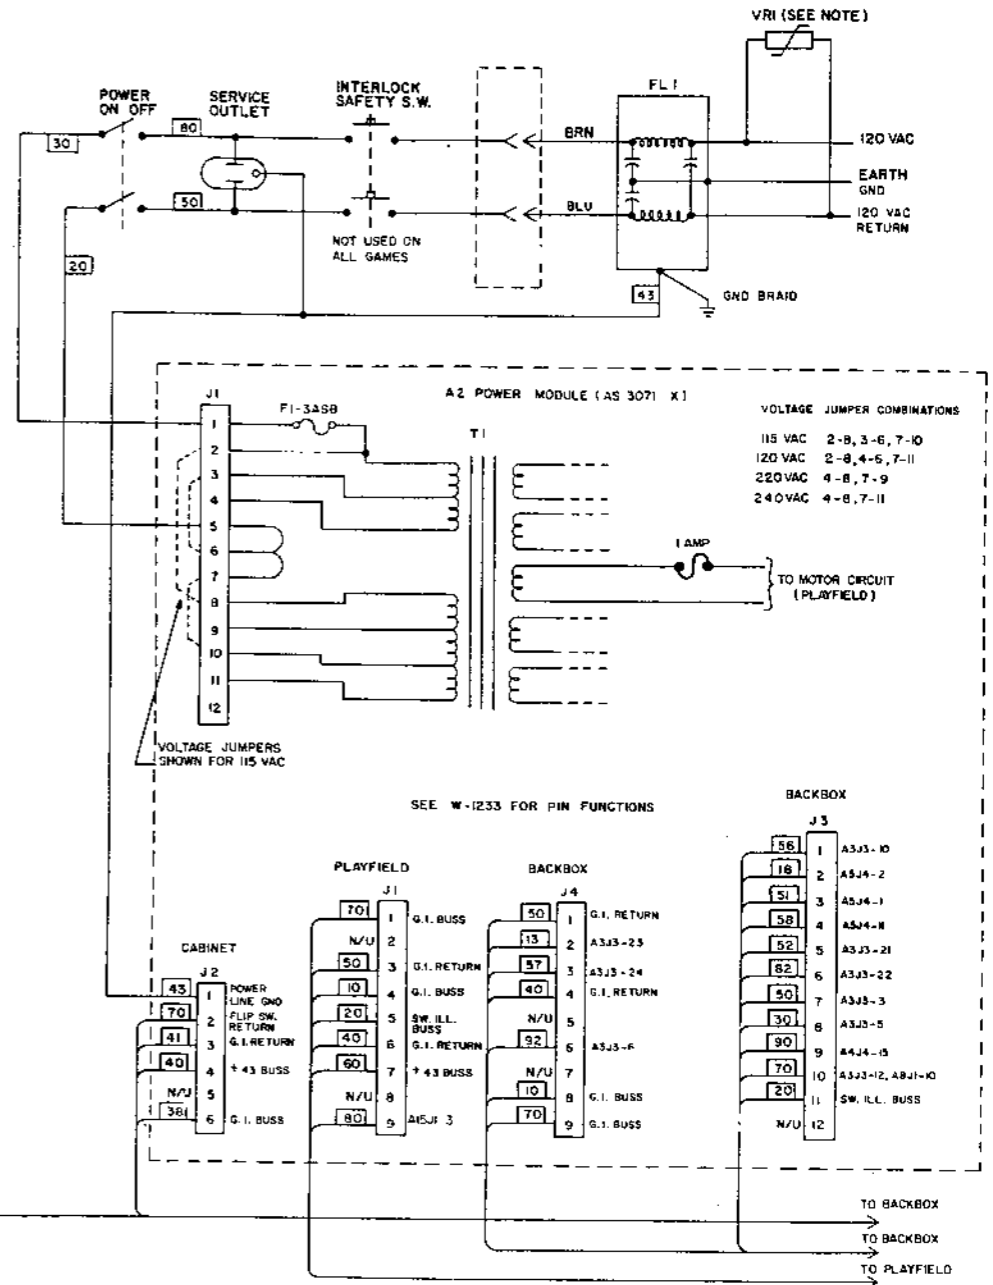 VR1 (SEE NOTE)
POWER
ON OFF
SERVICE
OUTLET
INTERLOCK
SAFETY S.W.
FL 1
30
80
BRN
120 VAC
EARTH
GND
50
BLU
120 VAC
RETURN
NOT USED ON
ALL GAMES
20
43
GND BRAID
A2 POWER MODULE (AS 3071 X)
J1
F1-3ASB
T1
VOLTAGE JUMPER COMBINATIONS
115 VAC 2-8, 3-6, 7-10
120 VAC 2-8, 4-6, 7-11
220 VAC 4-8, 7-9
240 VAC 4-8, 7-11
1
2
3
4
5
6
7
8
9
10
11
12
1 AMP
TO MOTOR CIRCUIT
(PLAYFIELD)
VOLTAGE JUMPERS
SHOWN FOR 115 VAC
SEE W-1233 FOR PIN FUNCTIONS
CABINET
J2
43 1 POWER LINE GND
70 2 FLIP SW. RETURN
41 3 G.I. RETURN
40 4 + 43 BUSS
N/U 5
38 6 G.I. BUSS
PLAYFIELD
J1
70 1 G.I. BUSS
N/U 2
50 3 G.I. RETURN
10 4 G.I. BUSS
20 5 SW. ILL. BUSS
40 6 G.I. RETURN
60 7 + 43 BUSS
N/U 8
80 9 A15J1 3
BACKBOX
J4
50 1 G.I. RETURN
13 2 A3J3-23
57 3 A3J3-24
40 4 G.I. RETURN
N/U 5
92 6 A3J3-6
N/U 7
10 8 G.I. BUSS
70 9 G.I. BUSS
BACKBOX
J3
56 1 A3J3-10
18 2 A5J4-2
51 3 A5J4-1
58 4 A5J4-11
52 5 A3J3-21
82 6 A3J3-22
50 7 A3J3-3
30 8 A3J3-5
90 9 A4J4-15
70 10 A3J3-12, A8J1-10
20 11 SW. ILL. BUSS
N/U 12
TO BACKBOX
TO BACKBOX
TO PLAYFIELD